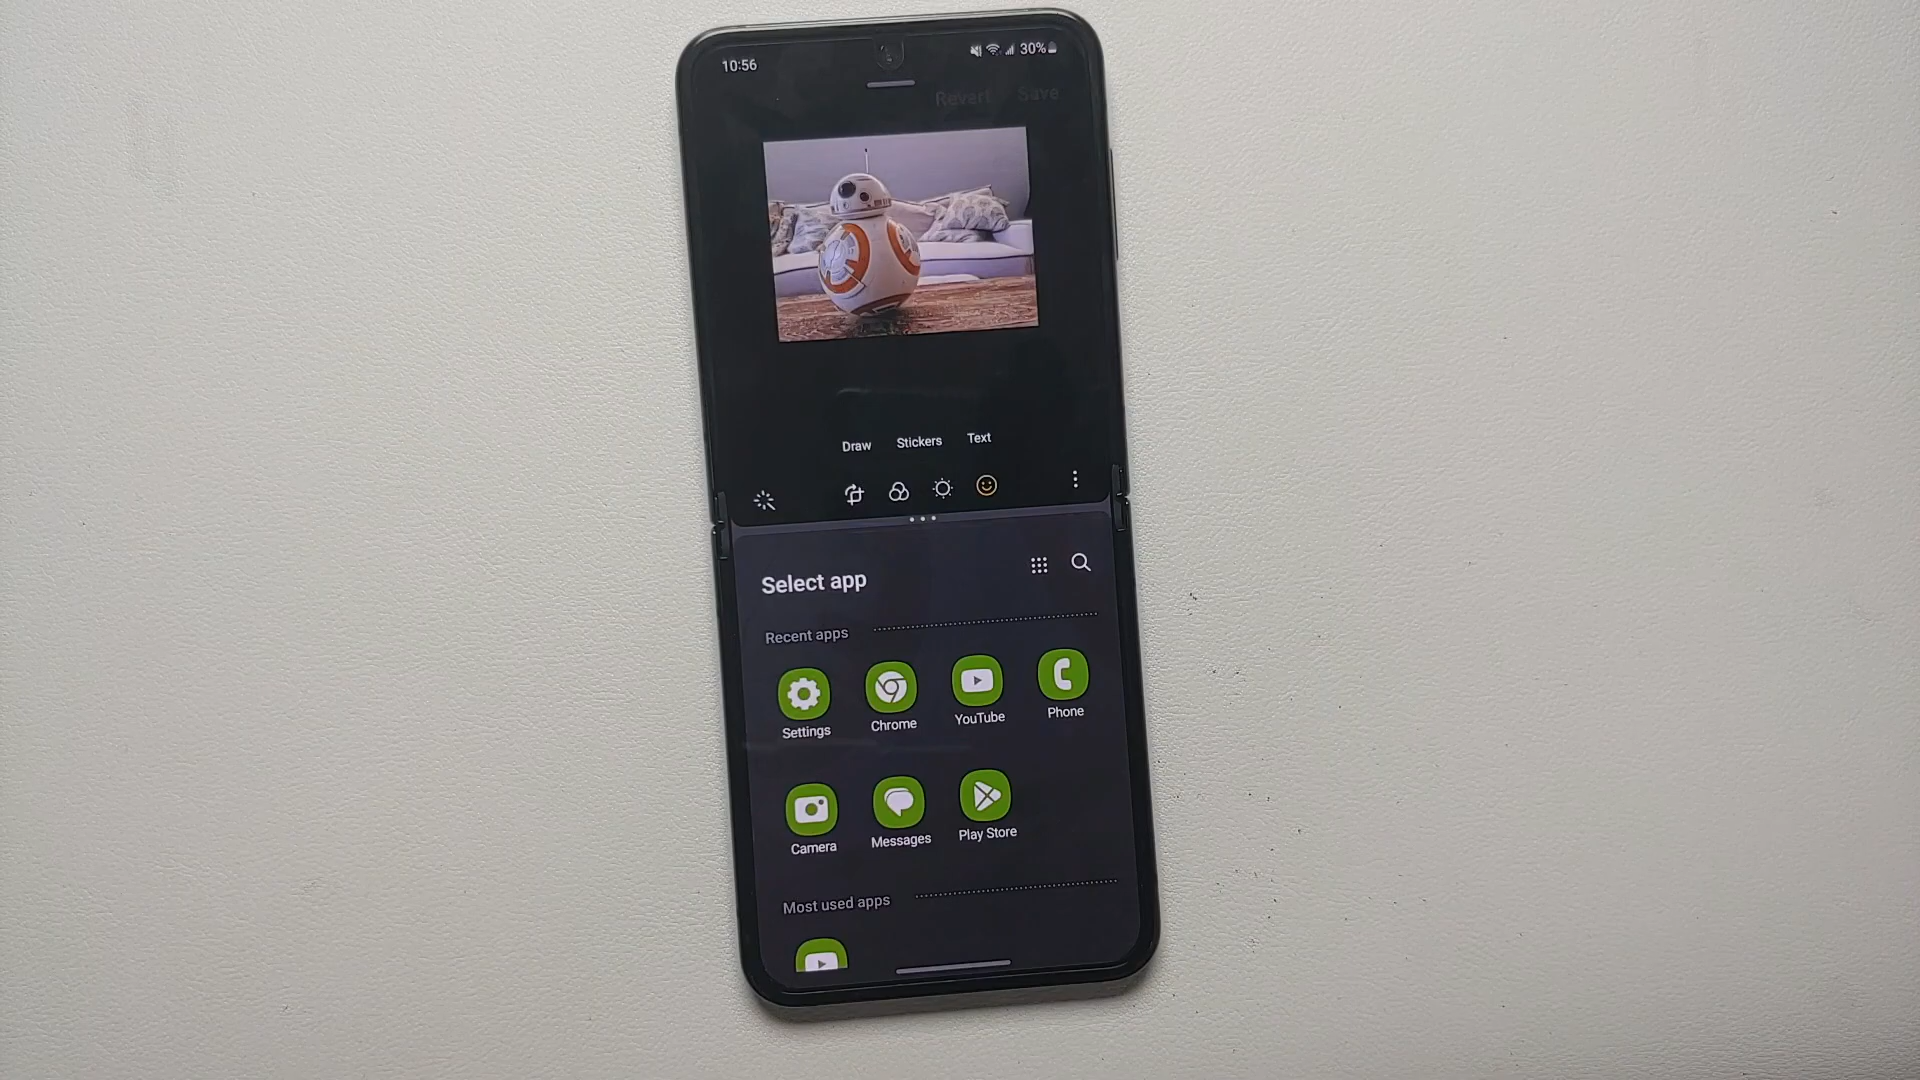 10:56
30%
Revert Save
Draw Stickers Text
Select app
Recent apps
Settings Chrome YouTube Phone
Camera Messages Play Store
Most used apps